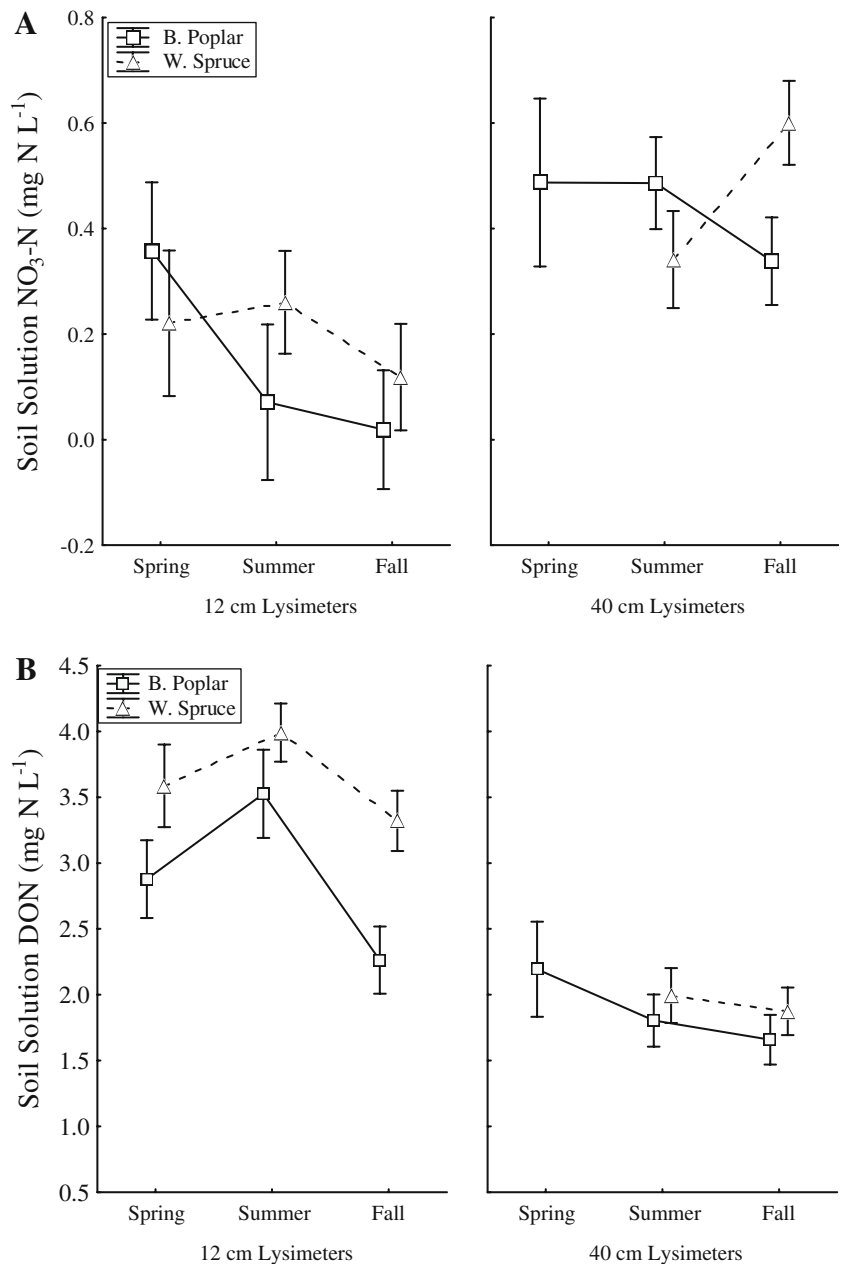 A
Soil Solution NO₃-N (mg N L⁻¹)
0.8
0.6
0.4
0.2
0.0
-0.2
B. Poplar
W. Spruce
Spring Summer Fall
12 cm Lysimeters
Spring Summer Fall
40 cm Lysimeters
B
Soil Solution DON (mg N L⁻¹)
4.5
4.0
3.5
3.0
2.5
2.0
1.5
1.0
0.5
B. Poplar
W. Spruce
Spring Summer Fall
12 cm Lysimeters
Spring Summer Fall
40 cm Lysimeters